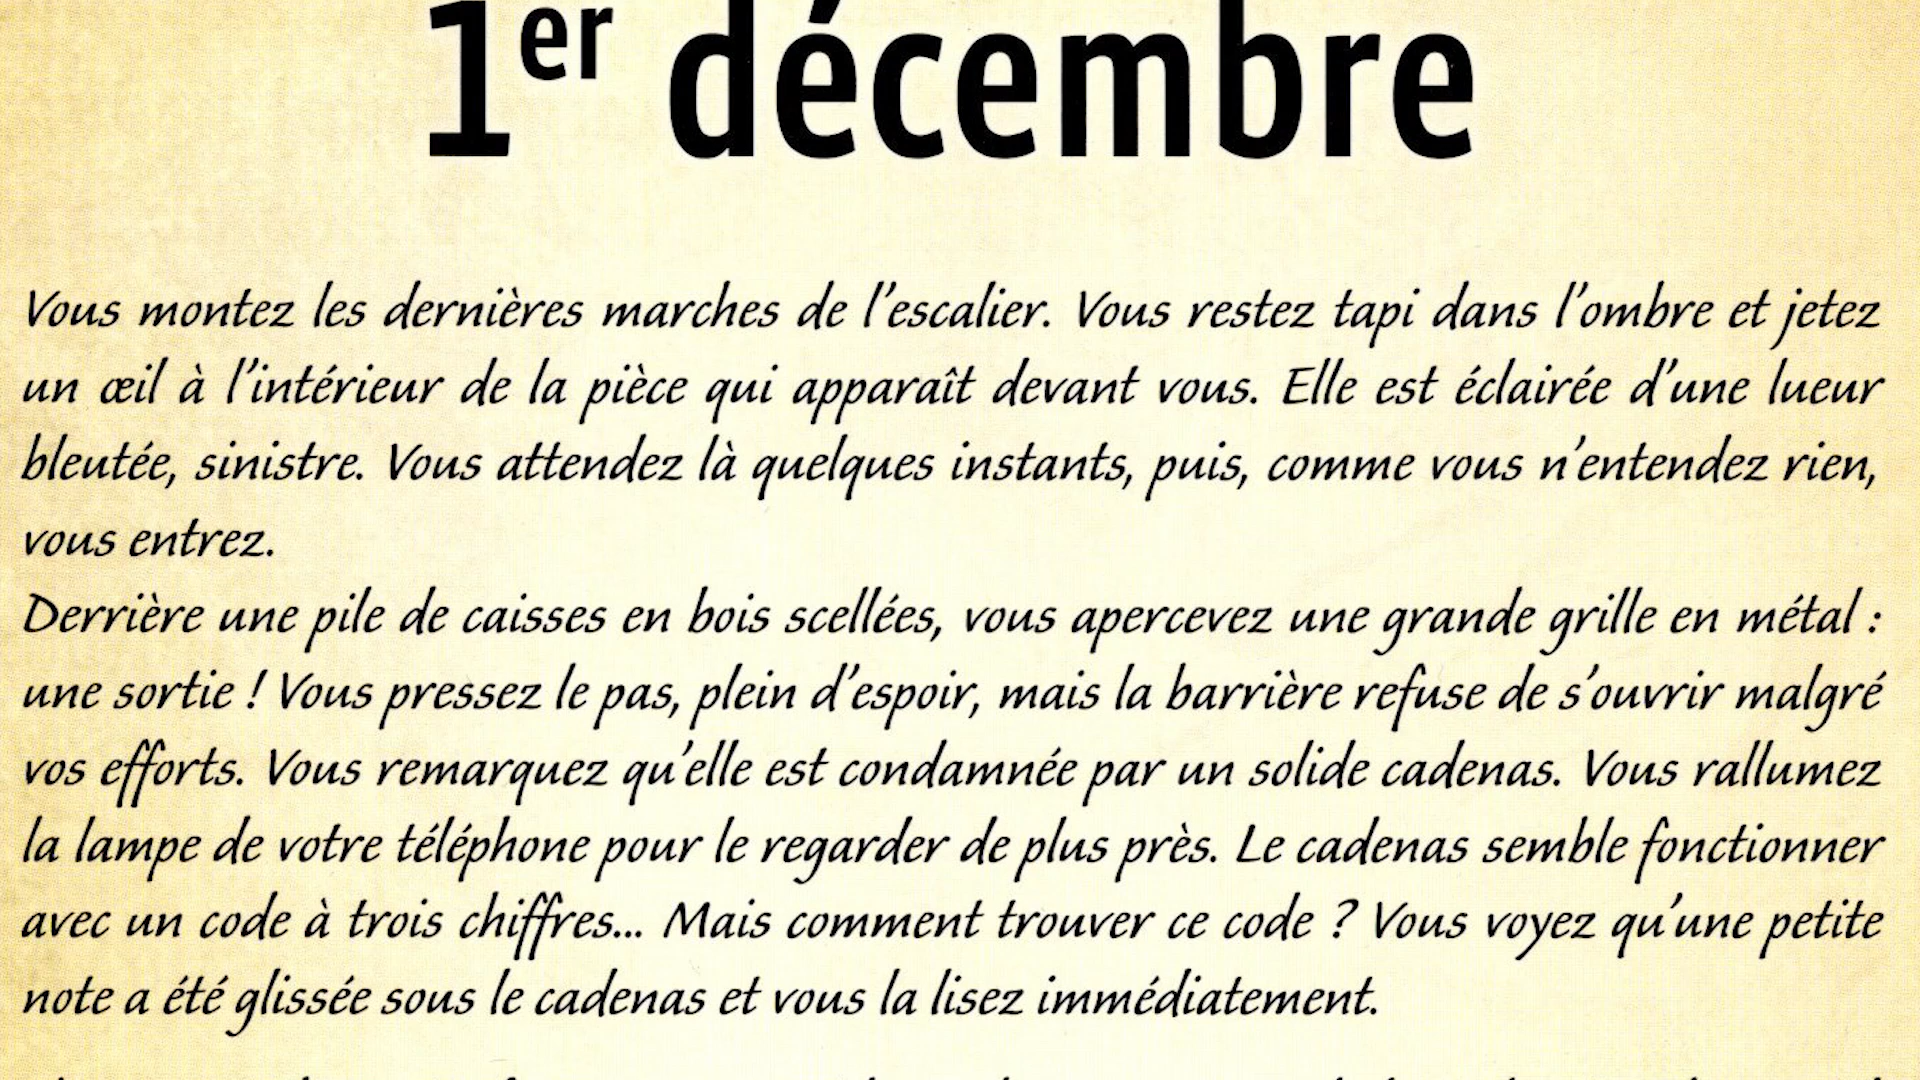 1er décembre
Vous montez les dernières marches de l'escalier. Vous restez tapi dans l'ombre et jetez
un œil à l'intérieur de la pièce qui apparaît devant vous. Elle est éclairée d'une lueur
bleutée, sinistre. Vous attendez là quelques instants, puis, comme vous n'entendez rien,
vous entrez.
Derrière une pile de caisses en bois scellées, vous apercevez une grande grille en métal :
une sortie ! Vous pressez le pas, plein d'espoir, mais la barrière refuse de s'ouvrir malgré
vos efforts. Vous remarquez qu'elle est condamnée par un solide cadenas. Vous rallumez
la lampe de votre téléphone pour le regarder de plus près. Le cadenas semble fonctionner
avec un code à trois chiffres... Mais comment trouver ce code ? Vous voyez qu'une petite
note a été glissée sous le cadenas et vous la lisez immédiatement.